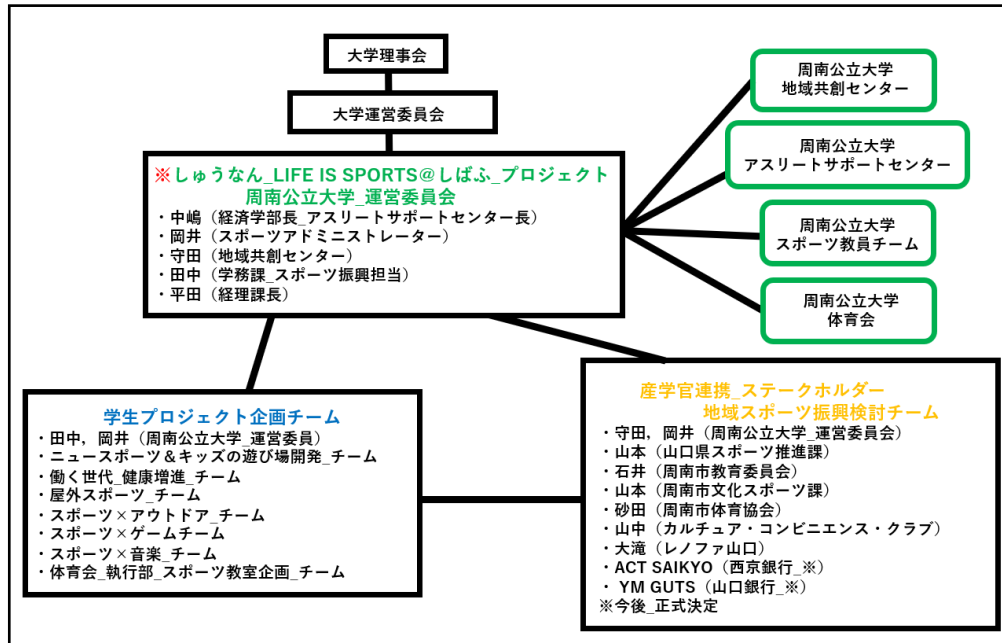 大学理事会
大学運営委員会
※しゅうなん_LIFE IS SPORTS@しばふ_プロジェクト
周南公立大学_運営委員会
・中嶋（経済学部長_アスリートサポートセンター長）
・岡井（スポーツアドミニストレーター）
・守田（地域共創センター）
・田中（学務課_スポーツ振興担当）
・平田（経理課長）
周南公立大学
地域共創センター
周南公立大学
アスリートサポートセンター
周南公立大学
スポーツ教員チーム
周南公立大学
体育会
学生プロジェクト企画チーム
・田中，岡井（周南公立大学_運営委員）
・ニュースポーツ＆キッズの遊び場開発_チーム
・働く世代_健康増進_チーム
・屋外スポーツ_チーム
・スポーツ×アウトドア_チーム
・スポーツ×ゲームチーム
・スポーツ×音楽_チーム
・体育会_執行部_スポーツ教室企画_チーム
産学官連携_ステークホルダー
地域スポーツ振興検討チーム
・守田，岡井（周南公立大学_運営委員会）
・山本（山口県スポーツ推進課）
・石井（周南市教育委員会）
・山本（周南市文化スポーツ課）
・砂田（周南市体育協会）
・山中（カルチュア・コンビニエンス・クラブ）
・大滝（レノファ山口）
・ACT SAIKYO（西京銀行_※）
・ YM GUTS（山口銀行_※）
※今後_正式決定